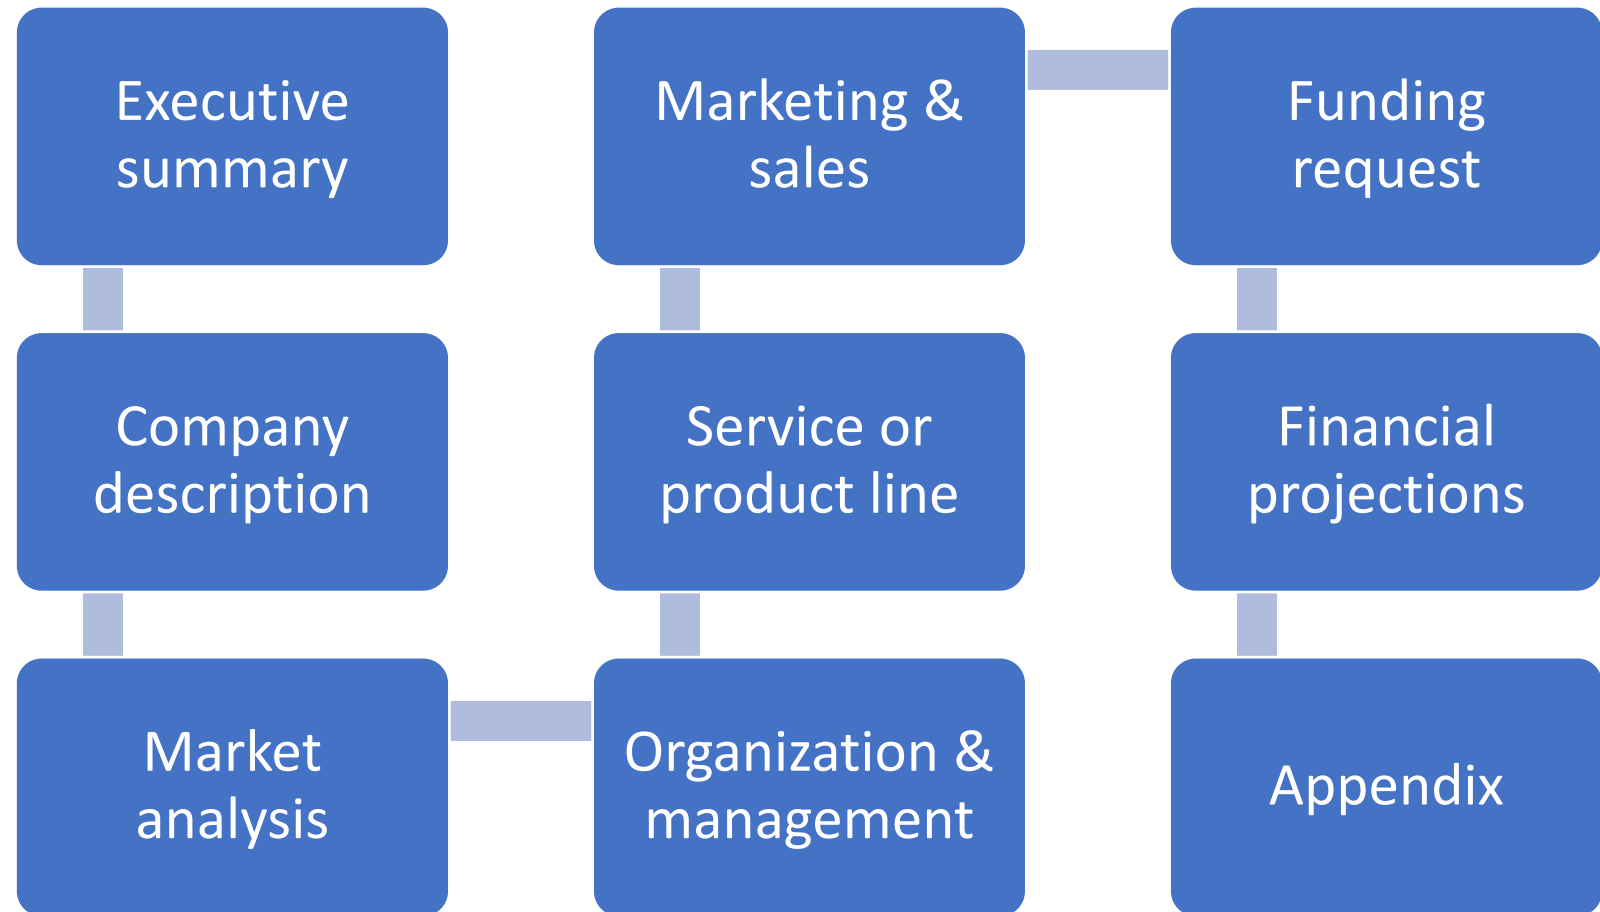 Executive
summary
Company
description
Market
analysis
Organization &
management
Service or
product line
Marketing &
sales
Funding
request
Financial
projections
Appendix